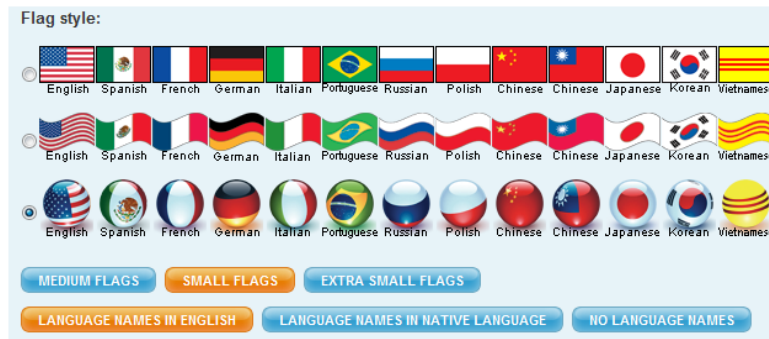 Flag style:
English Spanish French German Italian Portuguese Russian Polish Chinese Chinese Japanese Korean Vietnames
English Spanish French German Italian Portuguese Russian Polish Chinese Chinese Japanese Korean Vietnames
English Spanish French German Italian Portuguese Russian Polish Chinese Chinese Japanese Korean Vietnames
MEDIUM FLAGS SMALL FLAGS EXTRA SMALL FLAGS
LANGUAGE NAMES IN ENGLISH LANGUAGE NAMES IN NATIVE LANGUAGE NO LANGUAGE NAMES